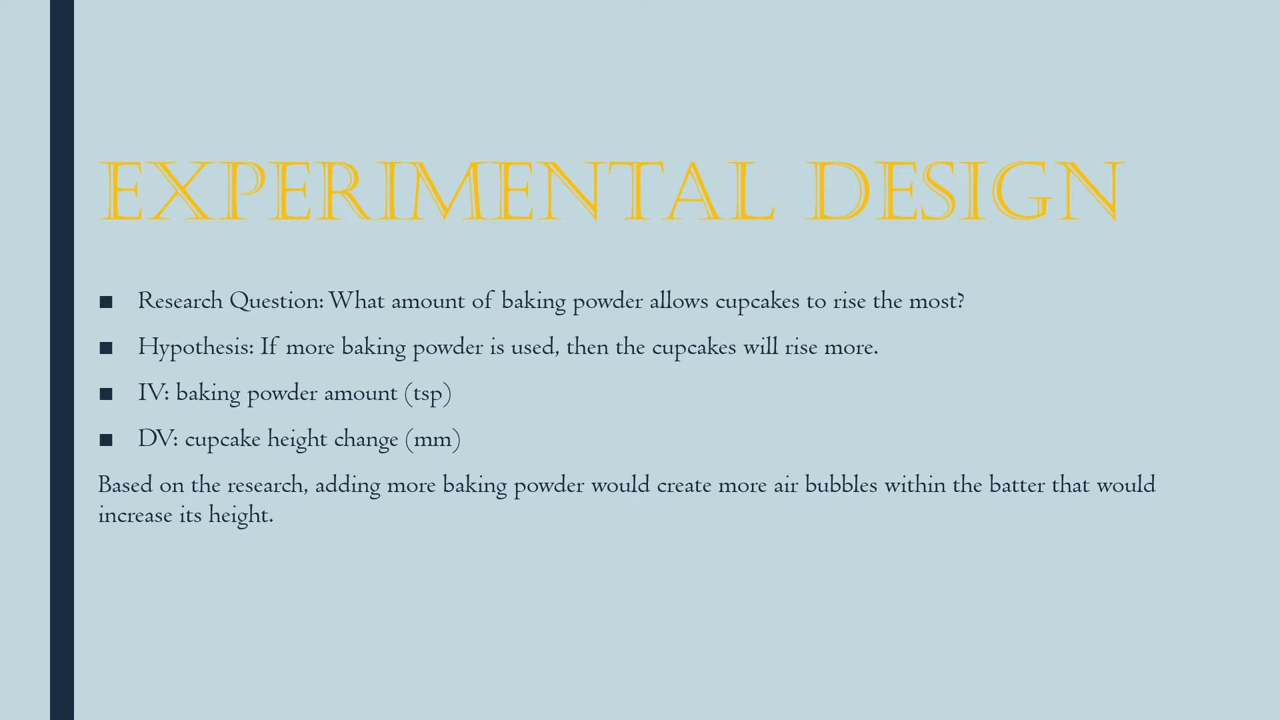 EXPERIMENTAL DESIGN
■ Research Question: What amount of baking powder allows cupcakes to rise the most?
■ Hypothesis: If more baking powder is used, then the cupcakes will rise more.
■ IV: baking powder amount (tsp)
■ DV: cupcake height change (mm)
Based on the research, adding more baking powder would create more air bubbles within the batter that would
increase its height.